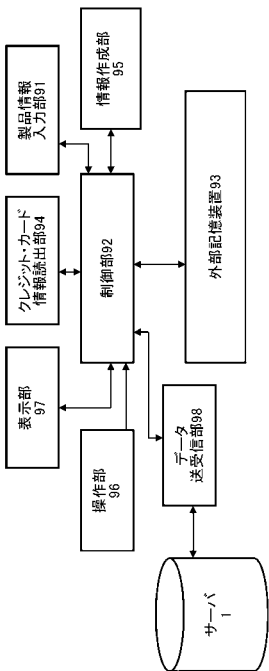 製品情報
入力部91
情報作成部
95
クレジット・カード
情報読出部94
制御部92
外部記憶装置93
表示部
97
操作部
96
データ
送受信部98
サーバ
1